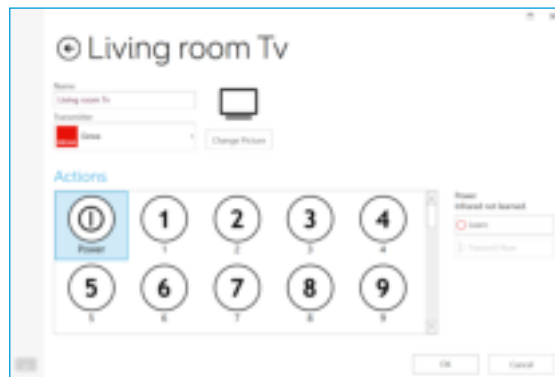 Living room Tv
Name
Living room Tv
Transmitter
Change Picture
Actions
1 2 3 4
Power 1 2 3 4
5 6 7 8 9
5 6 7 8 9
Power
Infrared not learned.
Learn
OK Cancel